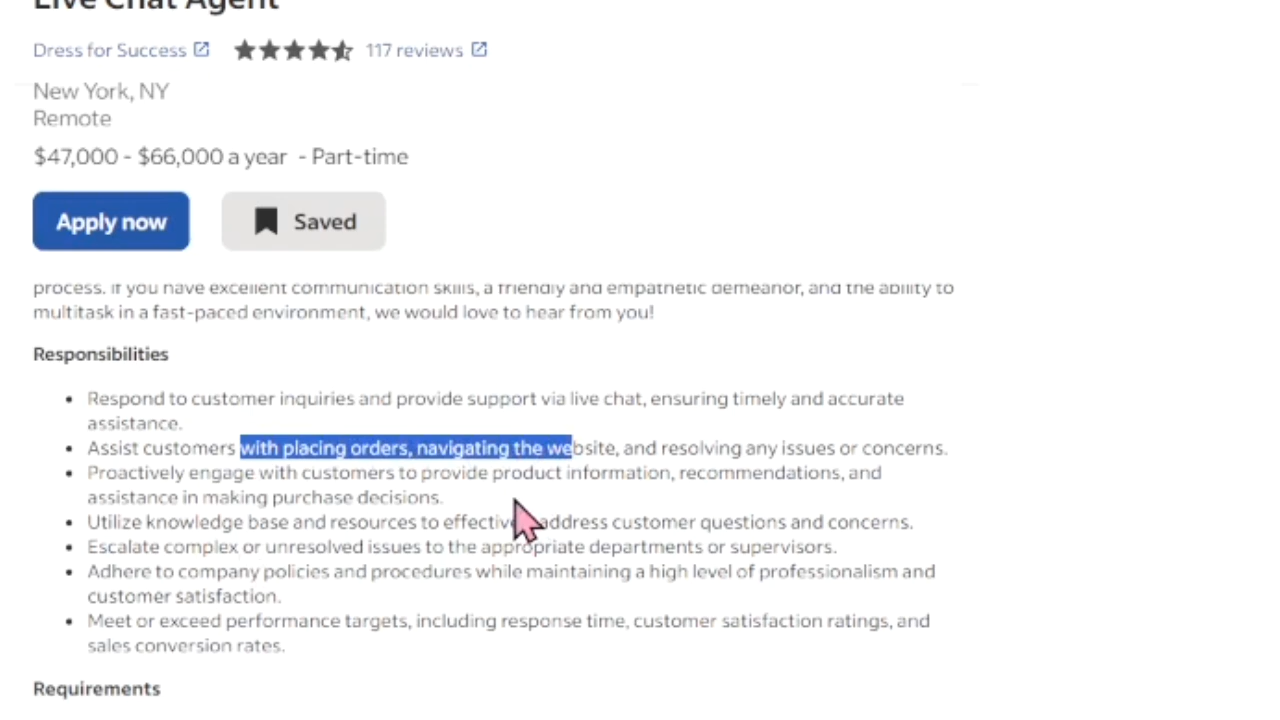 Live Chat Agent
Dress for Success 117 reviews
New York, NY
Remote
$47,000 - $66,000 a year - Part-time
Apply now Saved
process. If you have excellent communication skills, a friendly and empathetic demeanor, and the ability to
multitask in a fast-paced environment, we would love to hear from you!
Responsibilities
• Respond to customer inquiries and provide support via live chat, ensuring timely and accurate
assistance.
• Assist customers with placing orders, navigating the website, and resolving any issues or concerns.
• Proactively engage with customers to provide product information, recommendations, and
assistance in making purchase decisions.
• Utilize knowledge base and resources to effectively address customer questions and concerns.
• Escalate complex or unresolved issues to the appropriate departments or supervisors.
• Adhere to company policies and procedures while maintaining a high level of professionalism and
customer satisfaction.
• Meet or exceed performance targets, including response time, customer satisfaction ratings, and
sales conversion rates.
Requirements